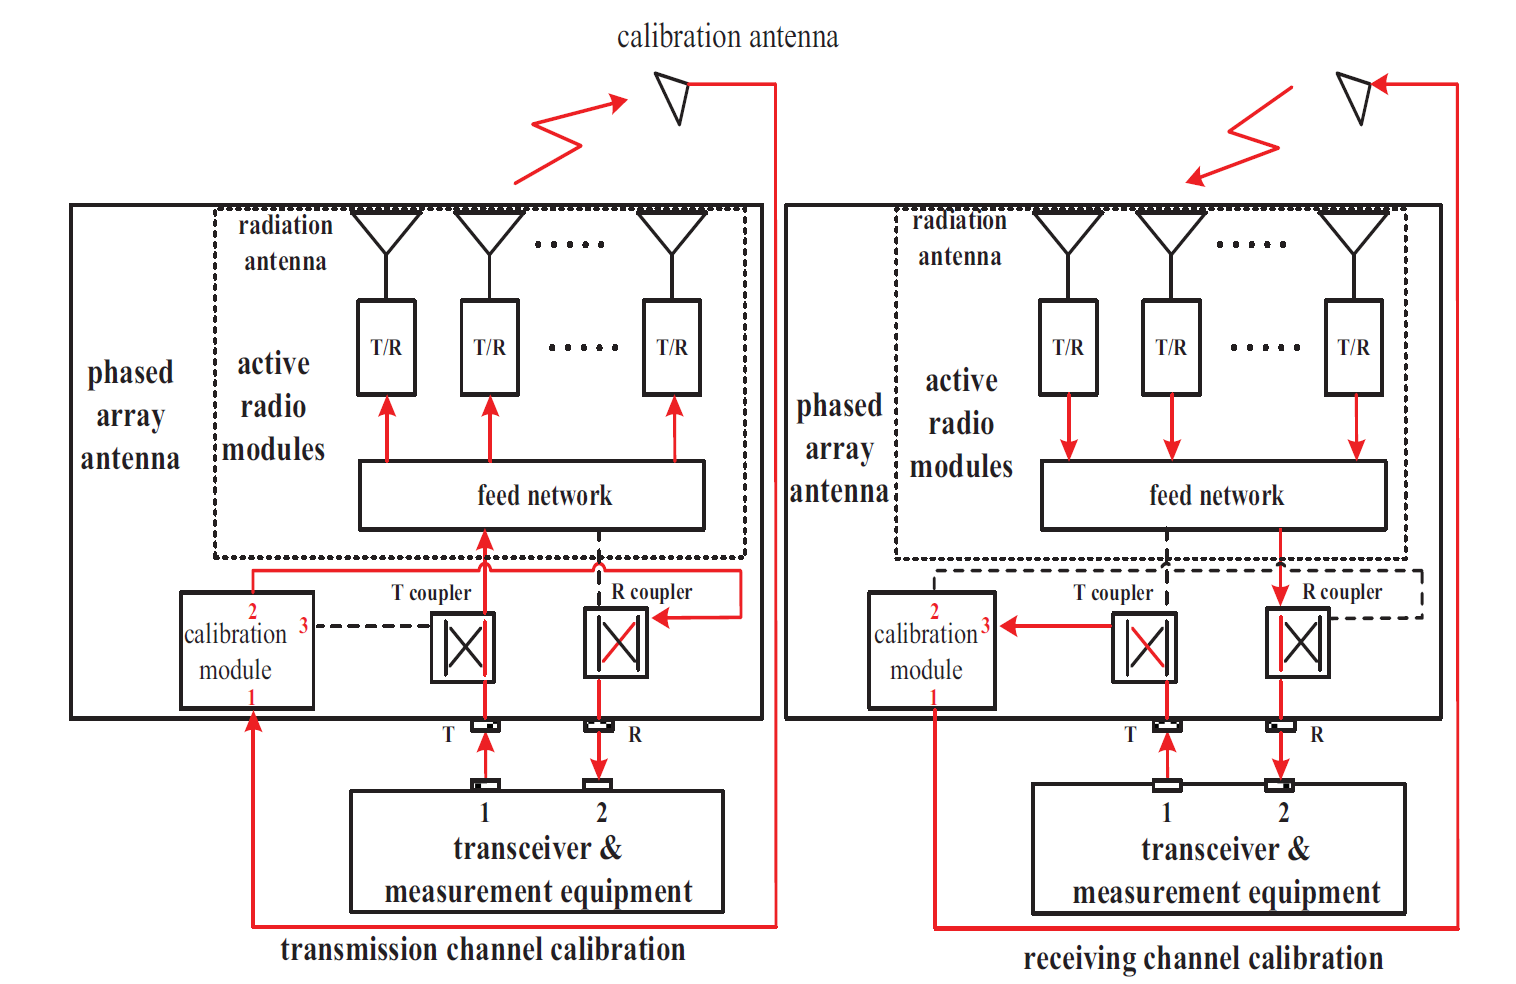 calibration antenna
radiation
antenna
T/R
T/R
T/R
active
radio
modules
phased
array
antenna
feed network
T coupler
R coupler
2
3
calibration
module
1
T
R
1
2
transceiver &
measurement equipment
transmission channel calibration
radiation
antenna
T/R
T/R
T/R
active
radio
modules
phased
array
antenna
feed network
T coupler
R coupler
2
3
calibration
module
1
T
R
1
2
transceiver &
measurement equipment
receiving channel calibration